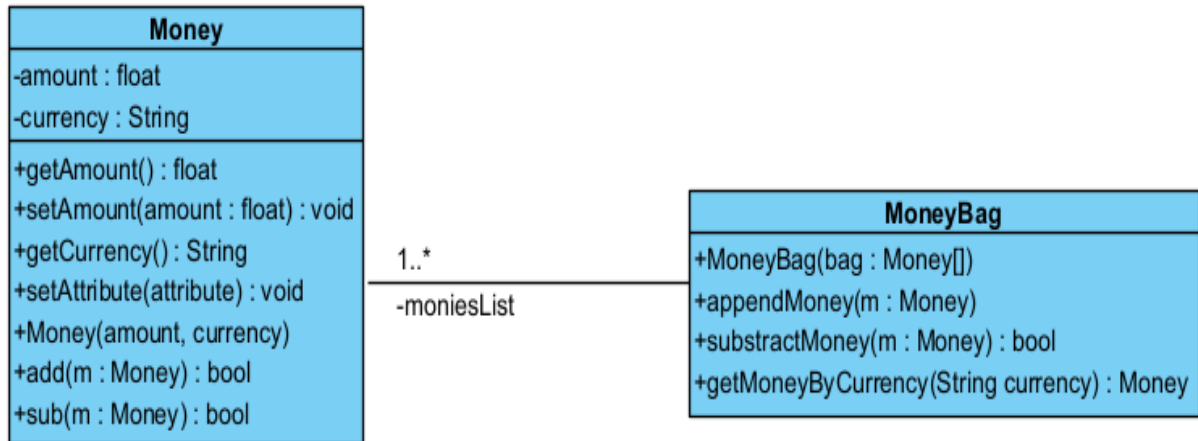 Money
-amount : float
-currency : String
+getAmount() : float
+setAmount(amount : float) : void
+getCurrency() : String
+setAttribute(attribute) : void
+Money(amount, currency)
+add(m : Money) : bool
+sub(m : Money) : bool
1..*
-moniesList
MoneyBag
+MoneyBag(bag : Money[])
+appendMoney(m : Money)
+substractMoney(m : Money) : bool
+getMoneyByCurrency(String currency) : Money